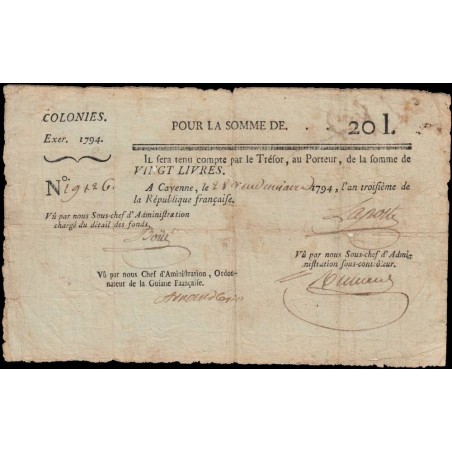 COLONIES.
Exer. 1794.
POUR LA SOMME DE. 20 l.
IL sera tenu compte par le Trésor, au Porteur, de la somme de
VINGT LIVRES.
No. 19126
A Cayenne, le 28 Vendemiaire 1794, l'an troisième de
la République française.
Vû par nous Sous-chef d'Administration
chargé du détail des fonds,
Vû par nous Sous-chef d'Admi-
nistration sous-contrôleur.
Vû par nous Chef d'Aministration, Ordon-
nateur de la Guiane Française.